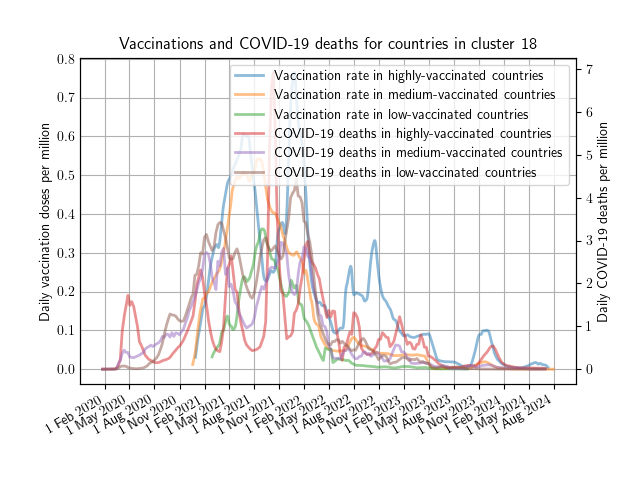 Vaccinations and COVID-19 deaths for countries in cluster 18
Vaccination rate in highly-vaccinated countries
Vaccination rate in medium-vaccinated countries
Vaccination rate in low-vaccinated countries
COVID-19 deaths in highly-vaccinated countries
COVID-19 deaths in medium-vaccinated countries
COVID-19 deaths in low-vaccinated countries
Daily vaccination doses per million
0.8
0.7
0.6
0.5
0.4
0.3
0.2
0.1
0.0
Daily COVID-19 deaths per million
7
6
5
4
3
2
1
0
1 Feb 2020
1 May 2020
1 Aug 2020
1 Nov 2020
1 Feb 2021
1 May 2021
1 Aug 2021
1 Nov 2021
1 Feb 2022
1 May 2022
1 Aug 2022
1 Nov 2022
1 Feb 2023
1 May 2023
1 Aug 2023
1 Nov 2023
1 Feb 2024
1 May 2024
1 Aug 2024